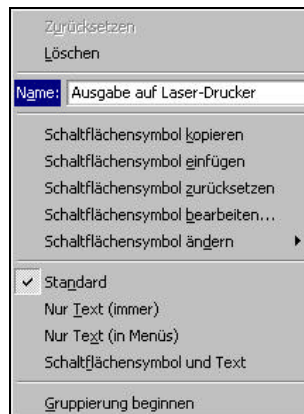 Zurücksetzen
Löschen
Name: Ausgabe auf Laser-Drucker
Schaltflächensymbol kopieren
Schaltflächensymbol einfügen
Schaltflächensymbol zurücksetzen
Schaltflächensymbol bearbeiten...
Schaltflächensymbol ändern
Standard
Nur Text (immer)
Nur Text (in Menüs)
Schaltflächensymbol und Text
Gruppierung beginnen